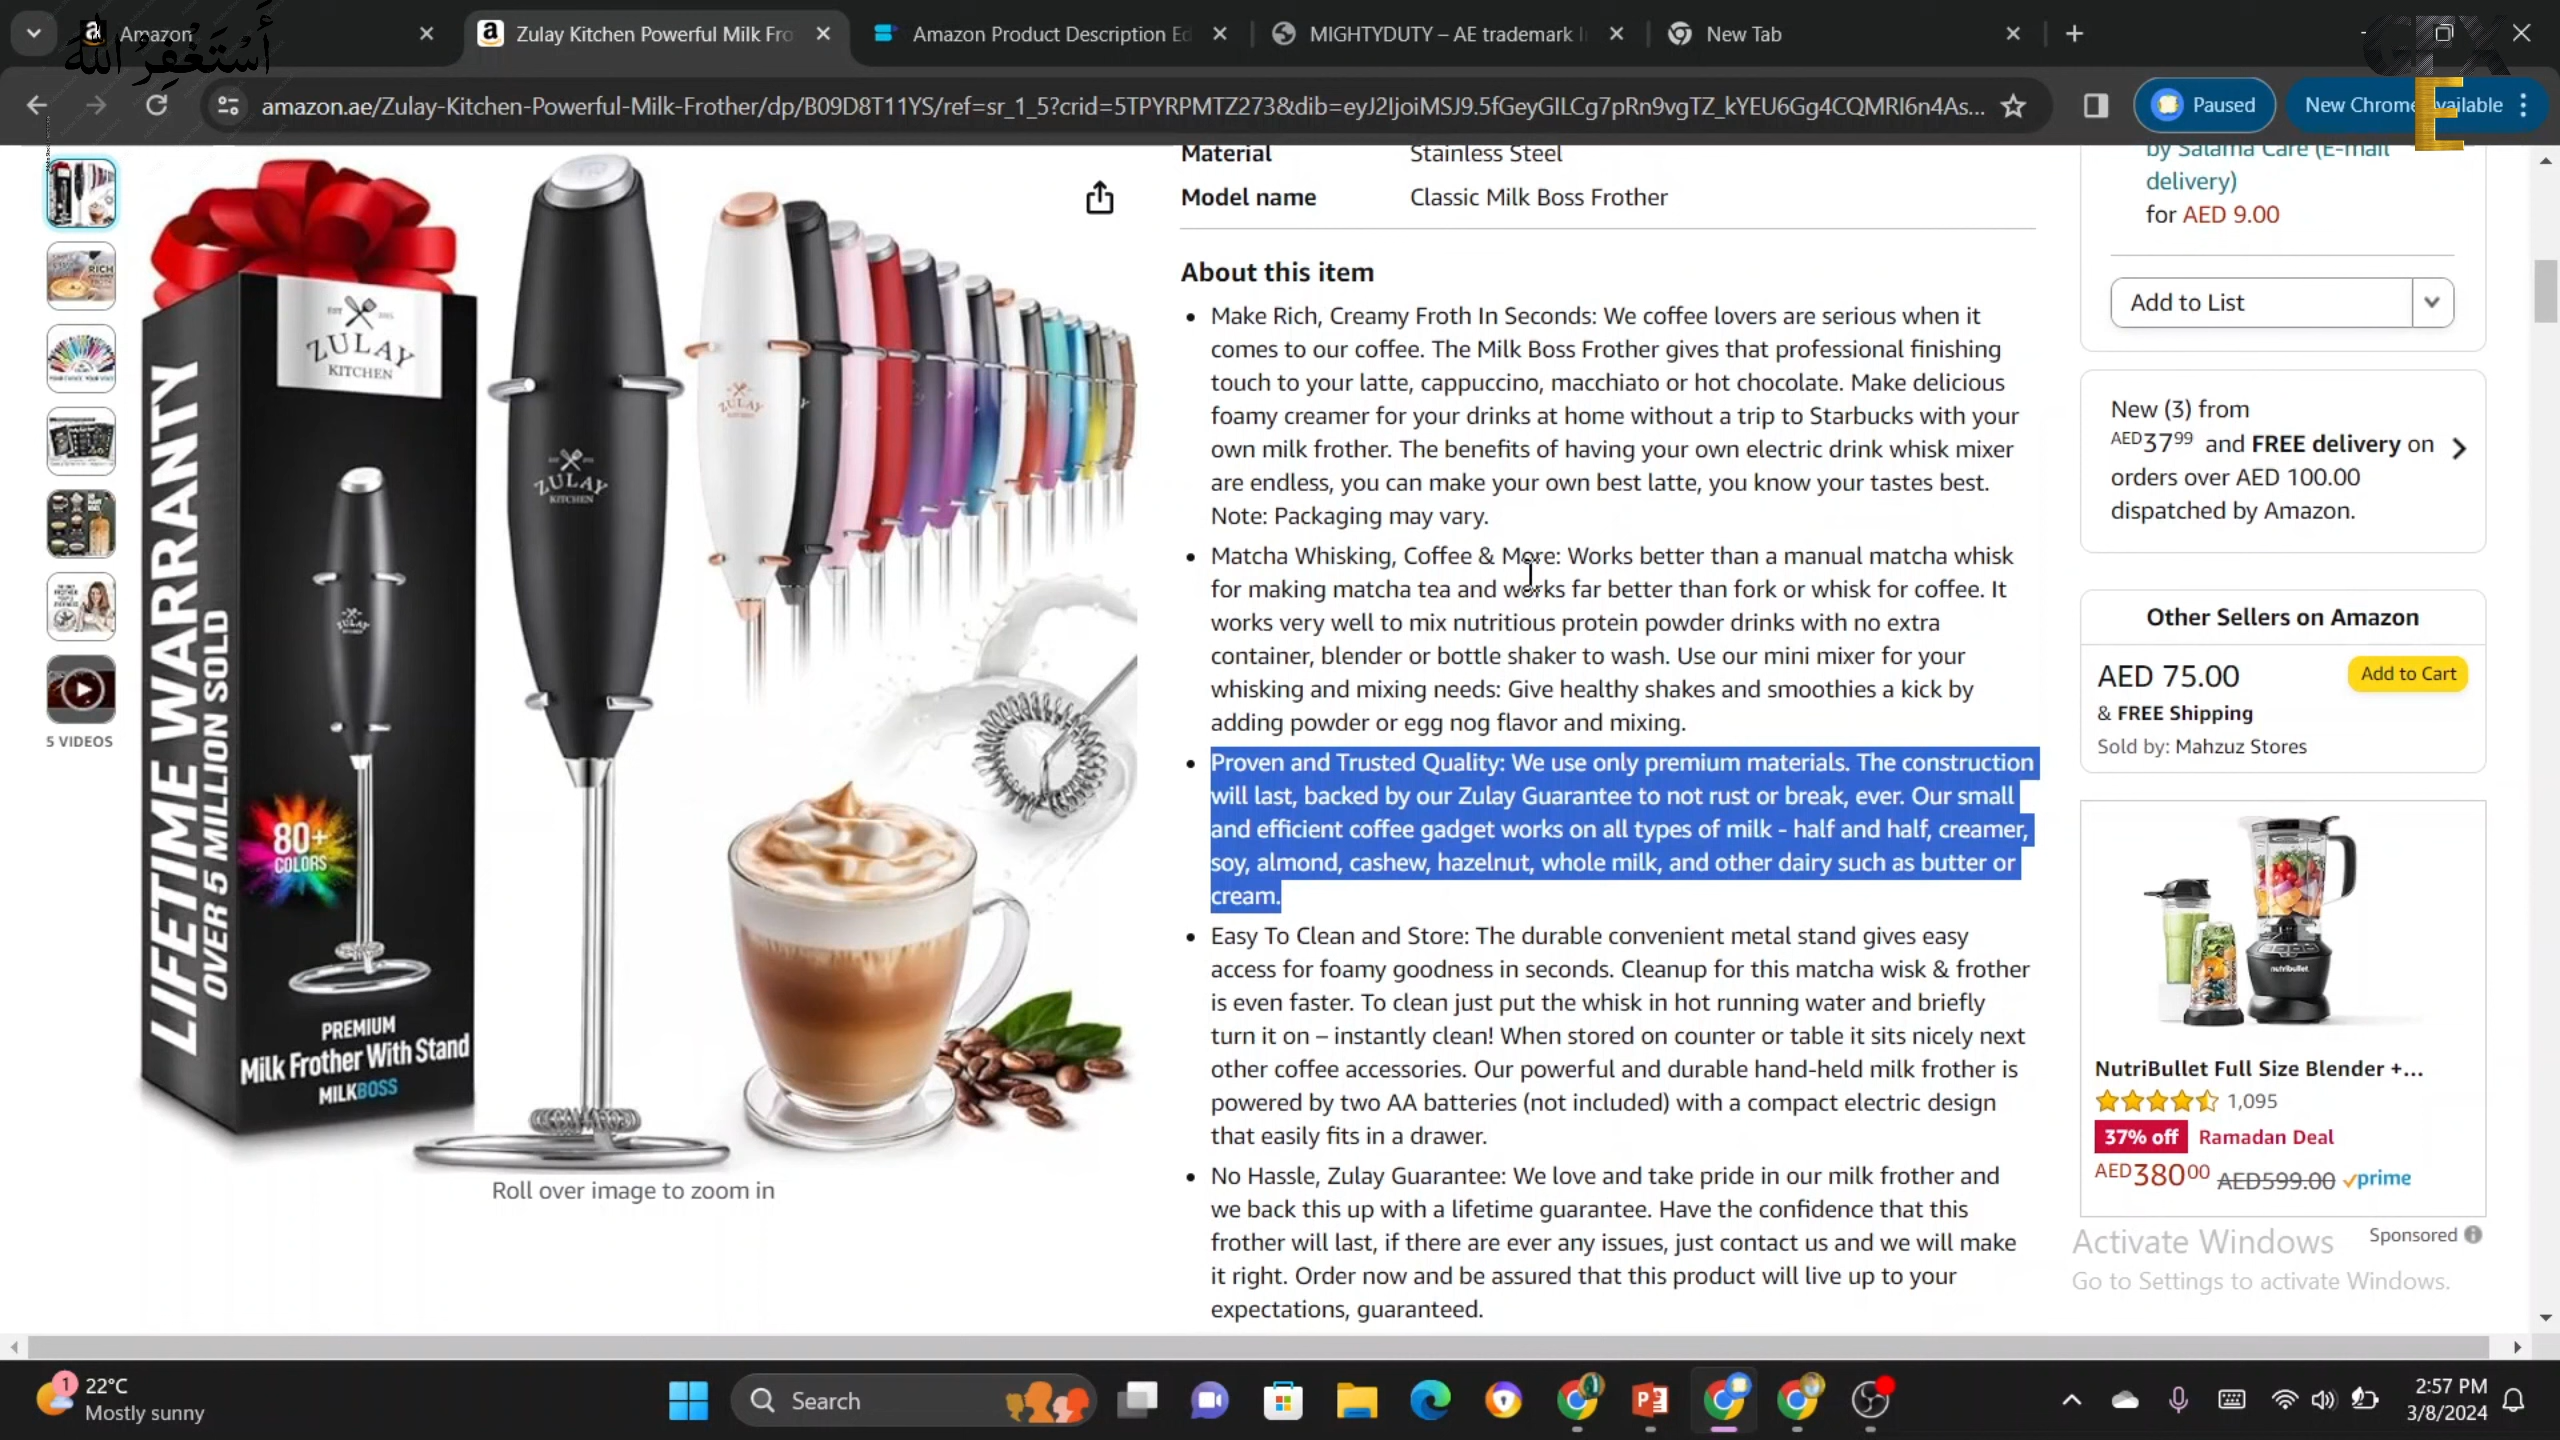 Amazon
Zulay Kitchen Powerful Milk Fro
Amazon Product Description Ed
MIGHTYDUTY – AE trademark
New Tab
أَسْتَغْفِرُ اللهَ
amazon.ae/Zulay-Kitchen-Powerful-Milk-Frother/dp/B09D8T11YS/ref=sr_1_5?crid=5TPYRPMTZ273&dib=eyJ2IjoiMSJ9.5fGeyGILCg7pRn9vgTZ_kYEU6Gg4CQMRl6n4As...
Paused
New Chrome available
E
5 VIDEOS
ZULAY
KITCHEN
LIFETIME WARRANTY
OVER 5 MILLION SOLD
80+
COLORS
PREMIUM
Milk Frother With Stand
MILKBOSS
ZULAY
KITCHEN
ZULAY
Roll over image to zoom in
Material Stainless Steel
Model name Classic Milk Boss Frother
About this item
Make Rich, Creamy Froth In Seconds: We coffee lovers are serious when it
comes to our coffee. The Milk Boss Frother gives that professional finishing
touch to your latte, cappuccino, macchiato or hot chocolate. Make delicious
foamy creamer for your drinks at home without a trip to Starbucks with your
own milk frother. The benefits of having your own electric drink whisk mixer
are endless, you can make your own best latte, you know your tastes best.
Note: Packaging may vary.
Matcha Whisking, Coffee & More: Works better than a manual matcha whisk
for making matcha tea and works far better than fork or whisk for coffee. It
works very well to mix nutritious protein powder drinks with no extra
container, blender or bottle shaker to wash. Use our mini mixer for your
whisking and mixing needs: Give healthy shakes and smoothies a kick by
adding powder or egg nog flavor and mixing.
Proven and Trusted Quality: We use only premium materials. The construction
will last, backed by our Zulay Guarantee to not rust or break, ever. Our small
and efficient coffee gadget works on all types of milk - half and half, creamer,
soy, almond, cashew, hazelnut, whole milk, and other dairy such as butter or
cream.
Easy To Clean and Store: The durable convenient metal stand gives easy
access for foamy goodness in seconds. Cleanup for this matcha wisk & frother
is even faster. To clean just put the whisk in hot running water and briefly
turn it on – instantly clean! When stored on counter or table it sits nicely next
other coffee accessories. Our powerful and durable hand-held milk frother is
powered by two AA batteries (not included) with a compact electric design
that easily fits in a drawer.
No Hassle, Zulay Guarantee: We love and take pride in our milk frother and
we back this up with a lifetime guarantee. Have the confidence that this
frother will last, if there are ever any issues, just contact us and we will make
it right. Order now and be assured that this product will live up to your
expectations, guaranteed.
by Salama Care (E-mail
delivery)
for AED 9.00
Add to List
New (3) from
AED37⁹⁹ and FREE delivery on
orders over AED 100.00
dispatched by Amazon.
Other Sellers on Amazon
AED 75.00
Add to Cart
& FREE Shipping
Sold by: Mahzuz Stores
nutribullet
NutriBullet Full Size Blender +...
1,095
37% off Ramadan Deal
AED380⁰⁰ AED599.00 prime
Sponsored
Activate Windows
Go to Settings to activate Windows.
1
22°C
Mostly sunny
Search
2:57 PM
3/8/2024